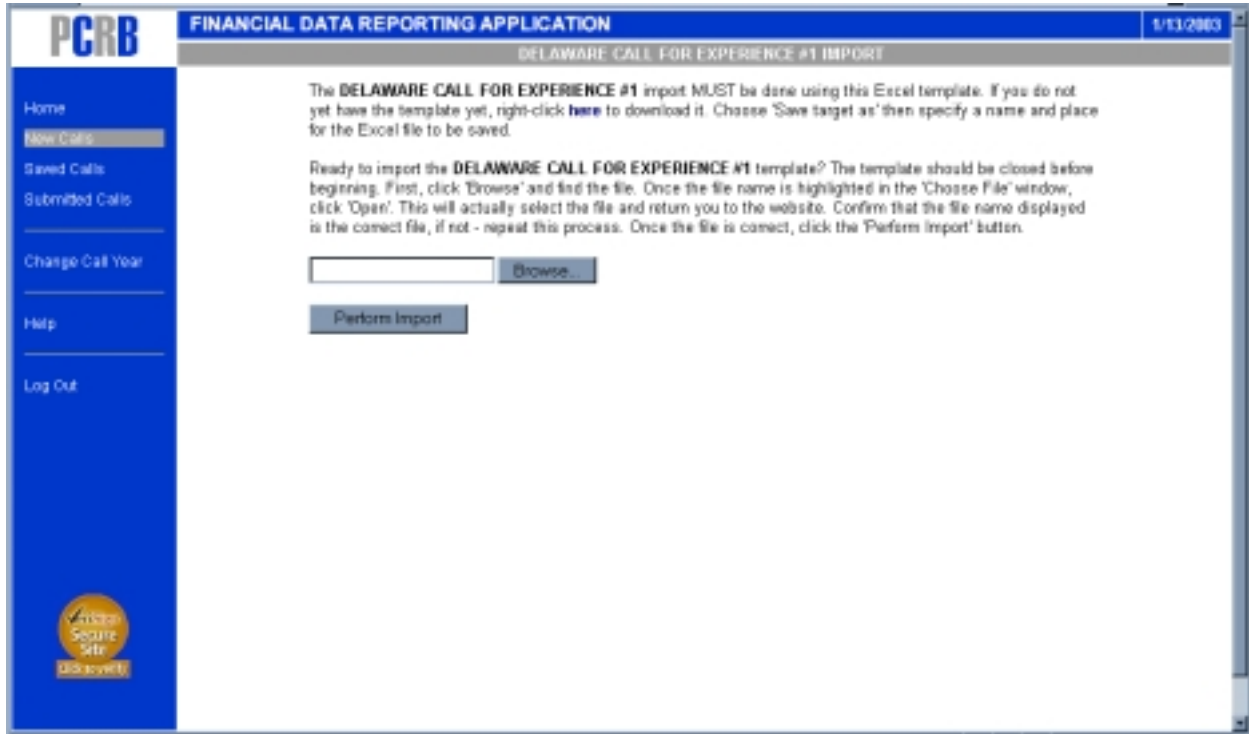 PCRB
FINANCIAL DATA REPORTING APPLICATION
1/13/2003
DELAWARE CALL FOR EXPERIENCE #1 IMPORT
Home
New Calls
Saved Calls
Submitted Calls
Change Call Year
Help
Log Out
The DELAWARE CALL FOR EXPERIENCE #1 import MUST be done using this Excel template. If you do not
yet have the template yet, right-click here to download it. Choose 'Save target as' then specify a name and place
for the Excel file to be saved.
Ready to import the DELAWARE CALL FOR EXPERIENCE #1 template? The template should be closed before
beginning. First, click 'Browse' and find the file. Once the file name is highlighted in the 'Choose File' window,
click 'Open'. This will actually select the file and return you to the website. Confirm that the file name displayed
is the correct file, if not - repeat this process. Once the file is correct, click the 'Perform Import' button.
Browse...
Perform Import
Secure
Site
Click to verify